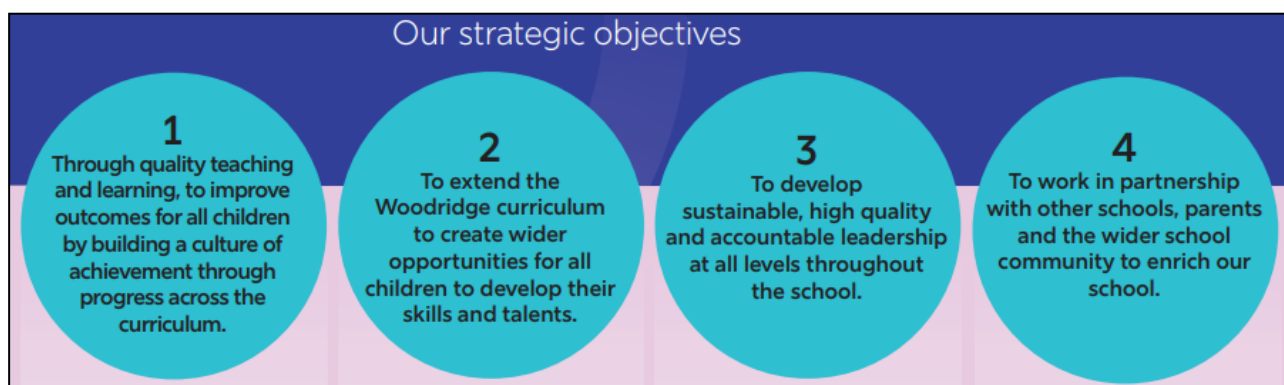 Our strategic objectives
1
Through quality teaching
and learning, to improve
outcomes for all children
by building a culture of
achievement through
progress across the
curriculum.
2
To extend the
Woodridge curriculum
to create wider
opportunities for all
children to develop their
skills and talents.
3
To develop
sustainable, high quality
and accountable leadership
at all levels throughout
the school.
4
To work in partnership
with other schools, parents
and the wider school
community to enrich our
school.